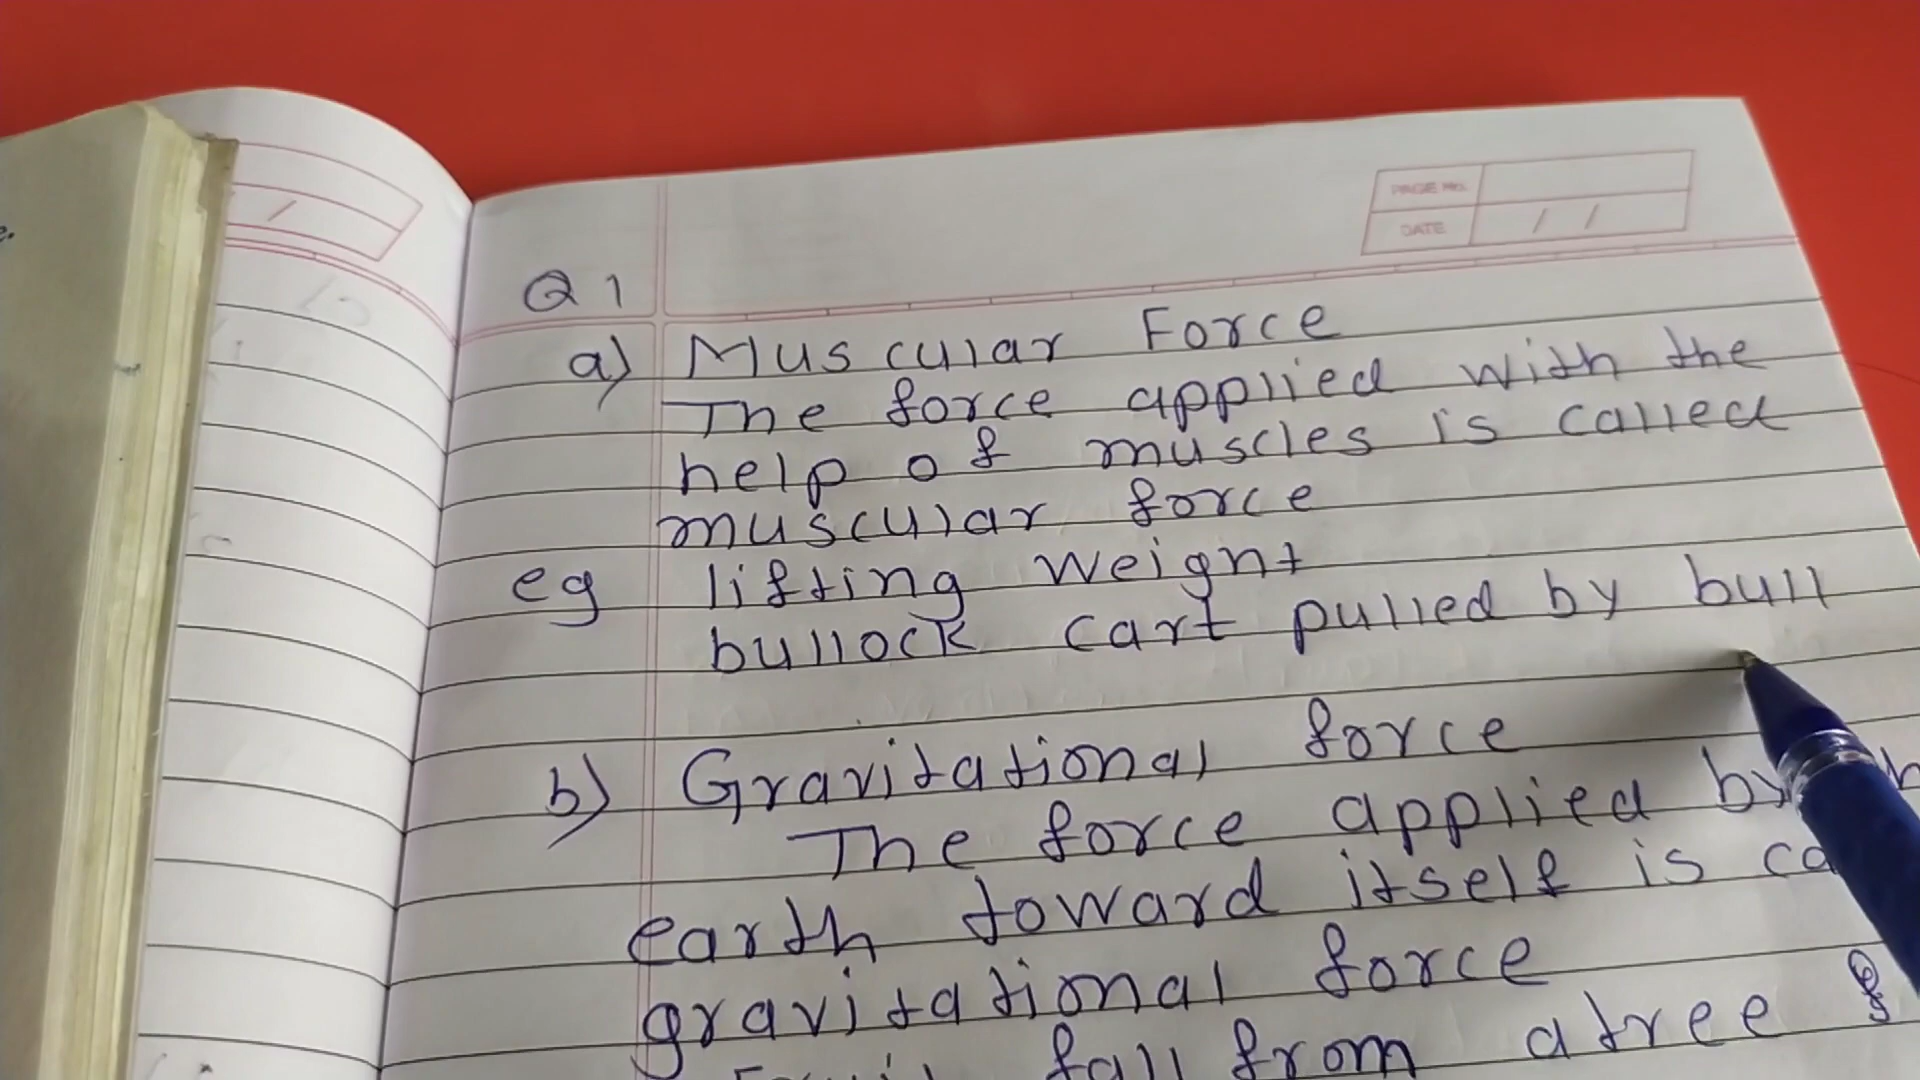 PAGE No.
DATE / /
Q 1
a) Muscular Force
The force applied with the
help of muscles is called
muscular force
eg lifting weight
bullock cart pulled by bull
b) Gravitational force
The force applied by
earth toward itself is
gravitational force
fall from a tree